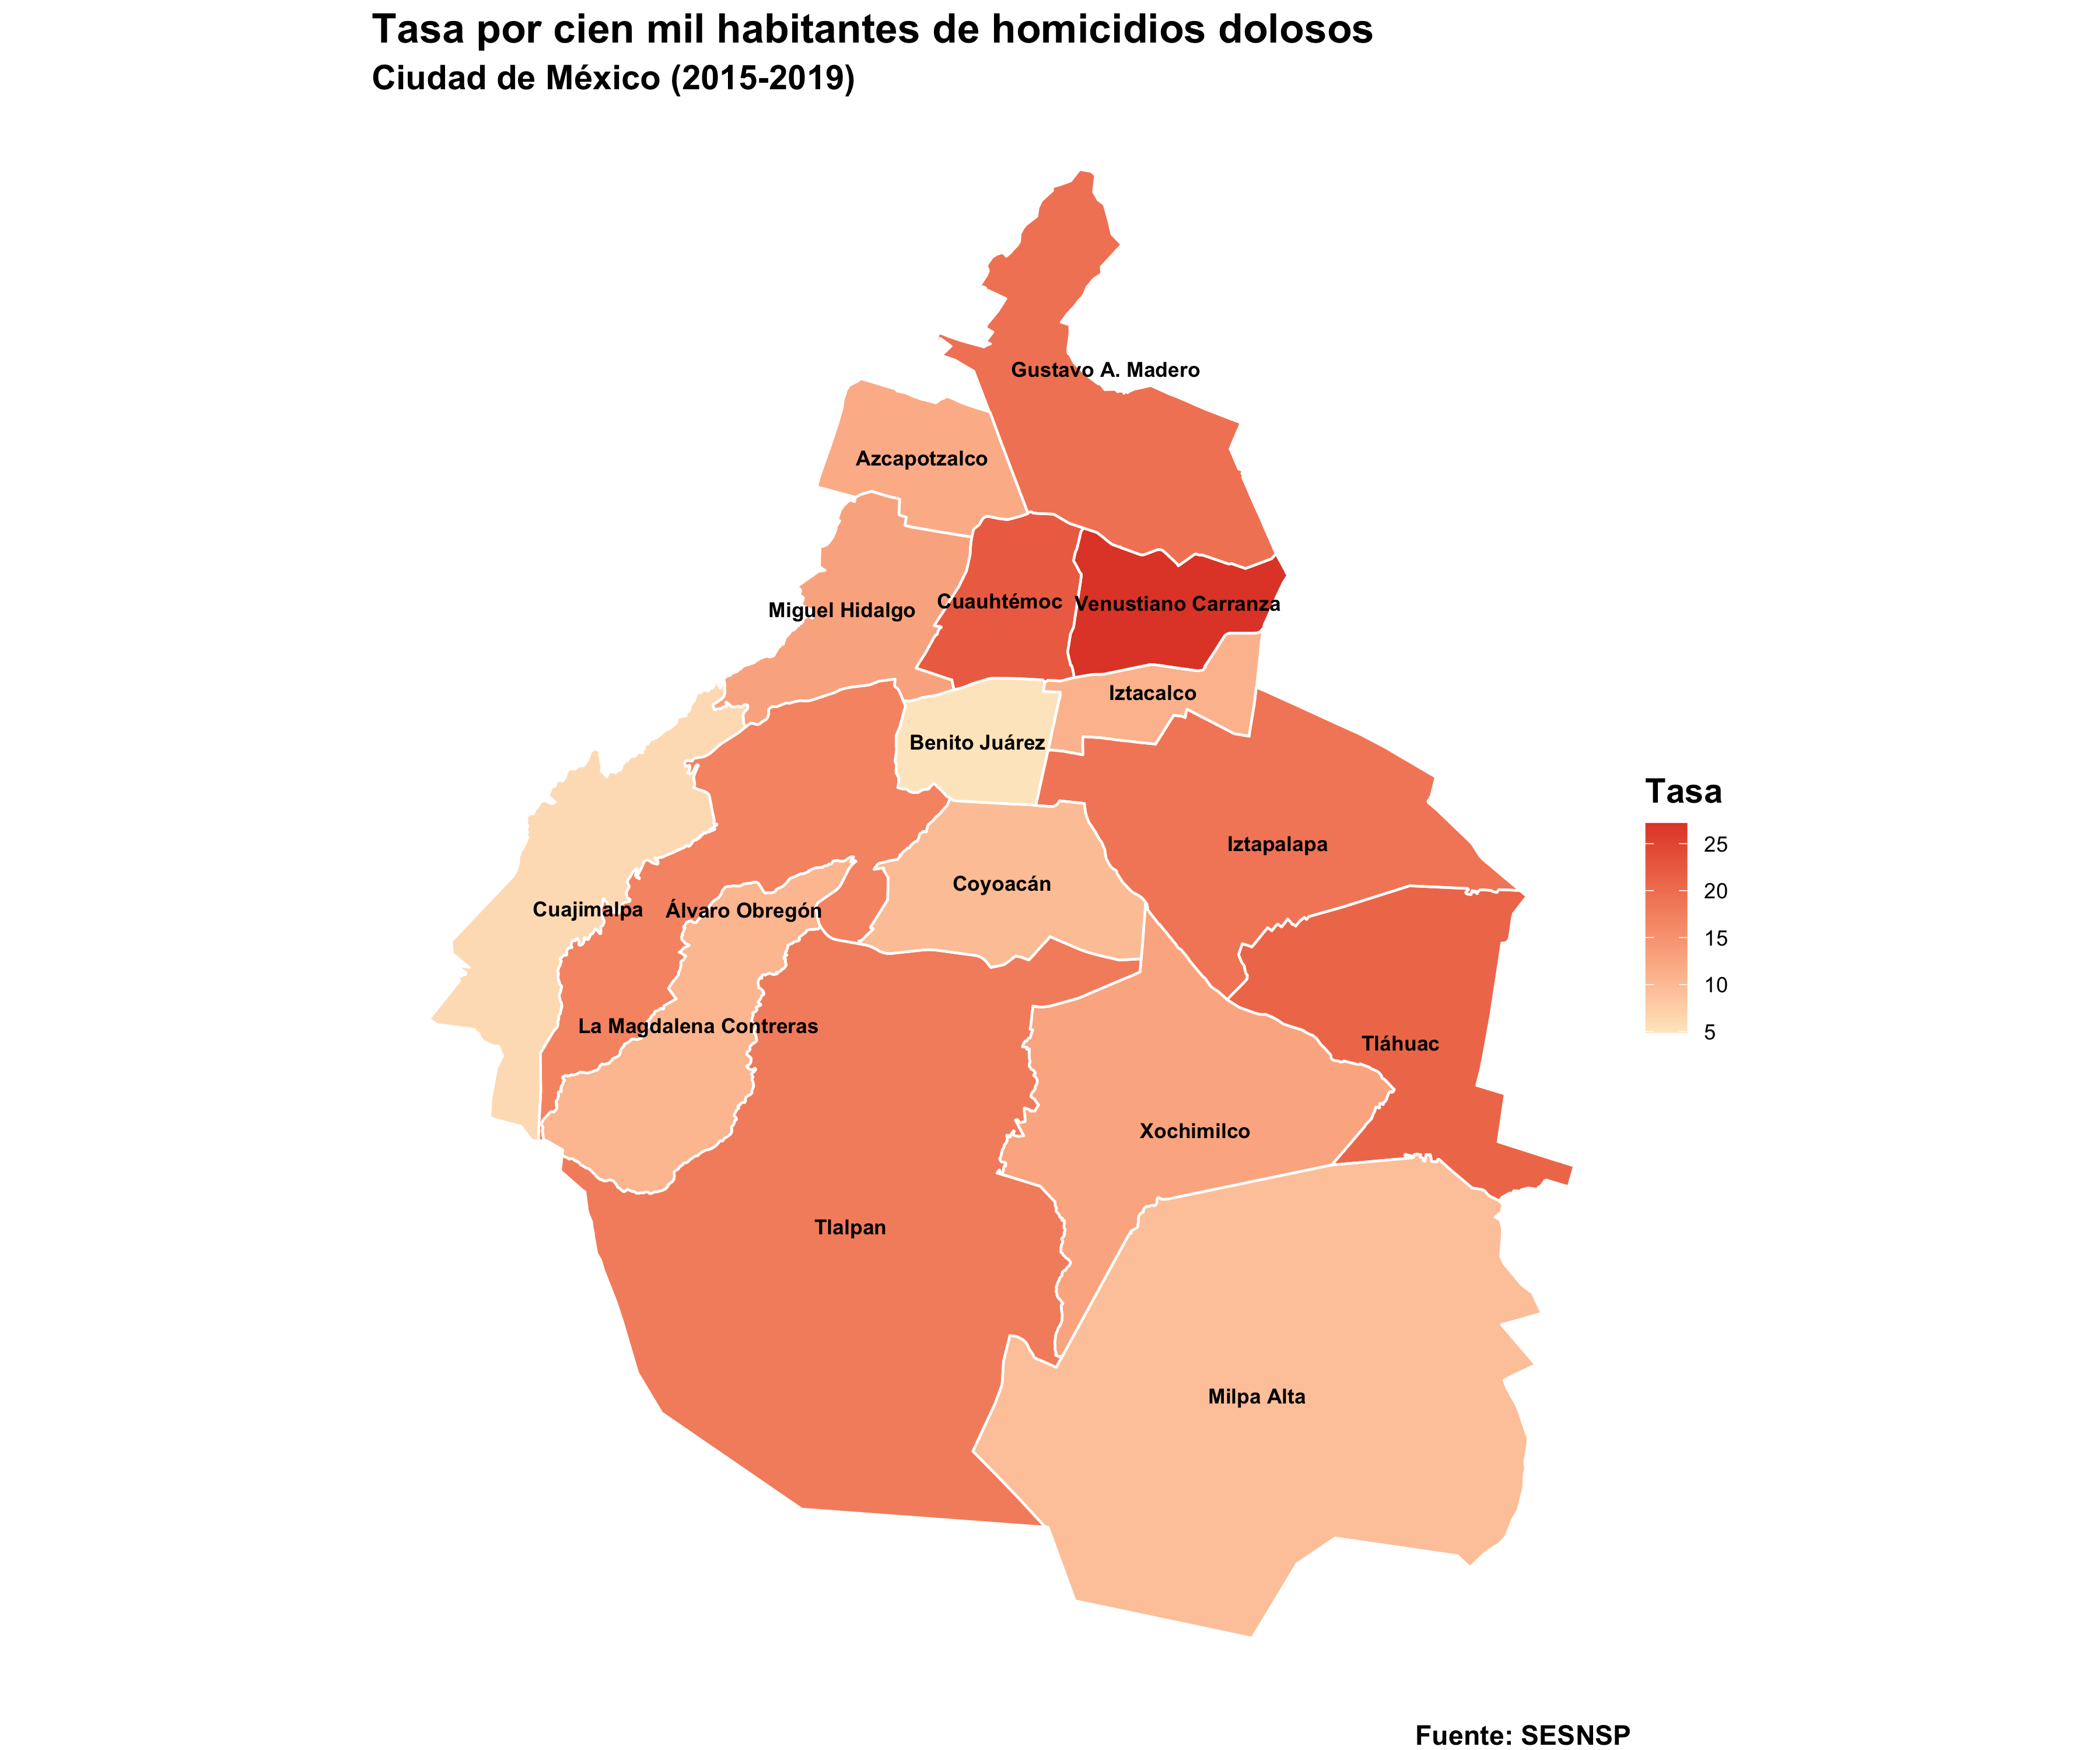 Tasa por cien mil habitantes de homicidios dolosos
Ciudad de México (2015-2019)
Gustavo A. Madero
Azcapotzalco
Cuauhtémoc
Venustiano Carranza
Miguel Hidalgo
Iztacalco
Benito Juárez
Tasa
25
20
15
10
5
Iztapalapa
Coyoacán
Cuajimalpa
Álvaro Obregón
La Magdalena Contreras
Tláhuac
Xochimilco
Tlalpan
Milpa Alta
Fuente: SESNSP